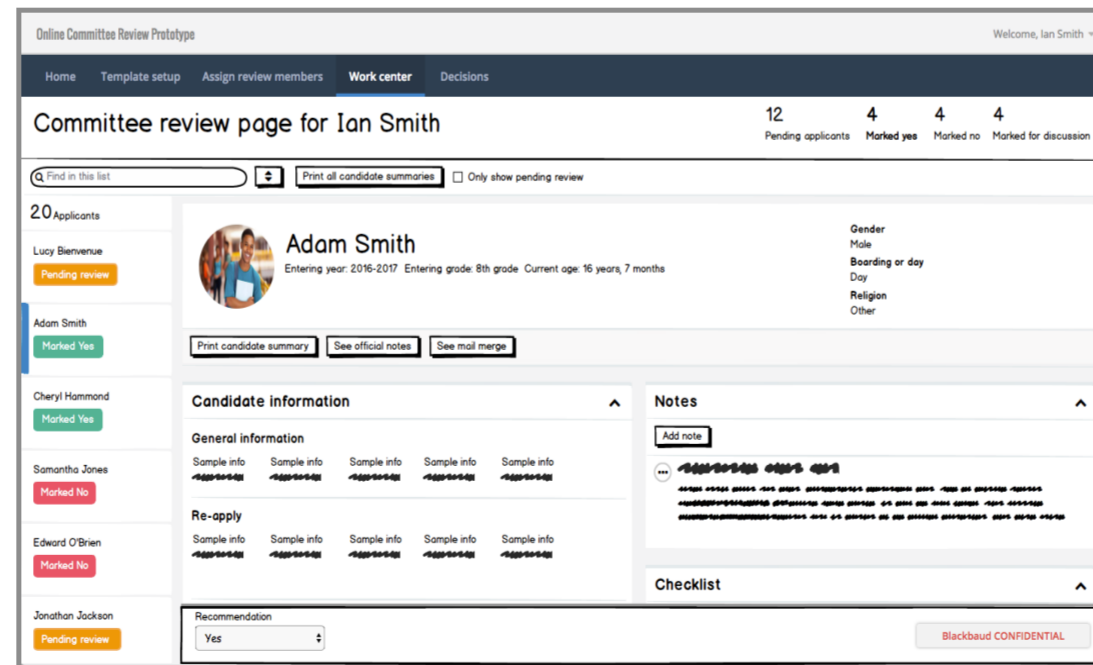 Online Committee Review Prototype
Welcome, Ian Smith
Home Template setup Assign review members Work center Decisions
Committee review page for Ian Smith
12 4 4 4
Pending applicants Marked yes Marked no Marked for discussion
Find in this list
Print all candidate summaries
Only show pending review
20 Applicants
Lucy Bienvenue
Pending review
Adam Smith
Marked Yes
Cheryl Hammond
Marked Yes
Samantha Jones
Marked No
Edward O'Brien
Marked No
Jonathan Jackson
Pending review
Adam Smith
Entering year: 2016-2017 Entering grade: 8th grade Current age: 16 years, 7 months
Gender
Male
Boarding or day
Day
Religion
Other
Print candidate summary
See official notes
See mail merge
Candidate information
General information
Sample info Sample info Sample info Sample info Sample info
Re-apply
Sample info Sample info Sample info Sample info Sample info
Notes
Add note
Checklist
Recommendation
Yes
Blackbaud CONFIDENTIAL